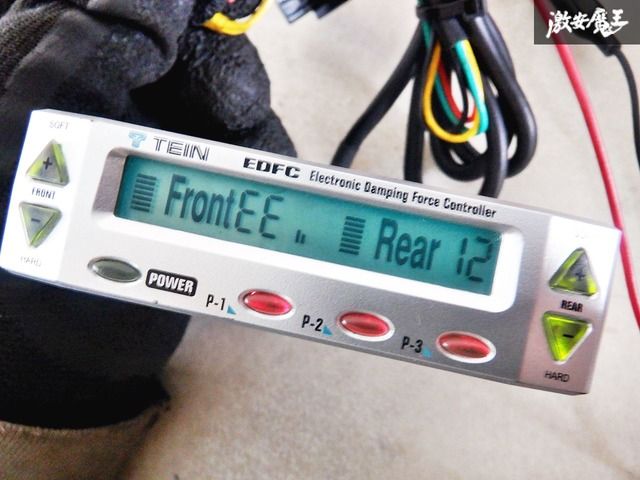 激安魔王
SOFT
TEIN EDFC Electronic Damping Force Controller
+
FRONT
-
HARD
FrontEE Rear 12
POWER P-1 P-2 P-3
+
REAR
-
HARD